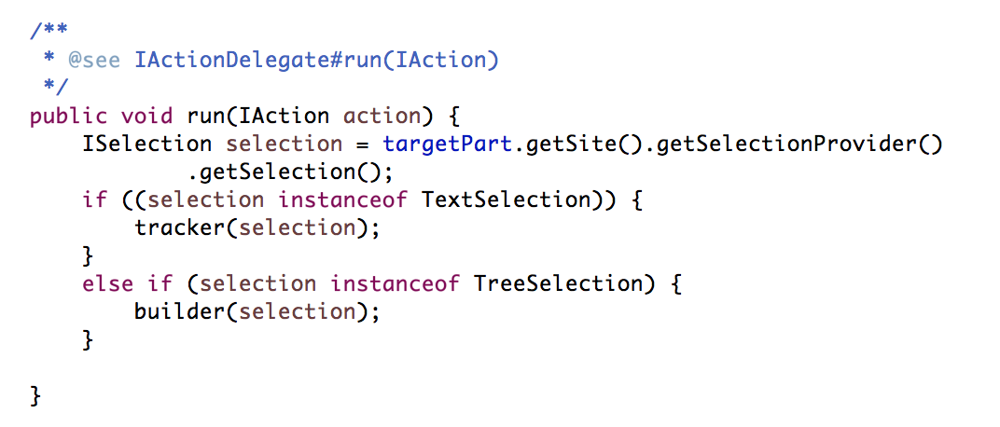 /**
 * @see IActionDelegate#run(IAction)
 */
public void run(IAction action) {
    ISelection selection = targetPart.getSite().getSelectionProvider()
            .getSelection();
    if ((selection instanceof TextSelection)) {
        tracker(selection);
    }
    else if (selection instanceof TreeSelection) {
        builder(selection);
    }

}